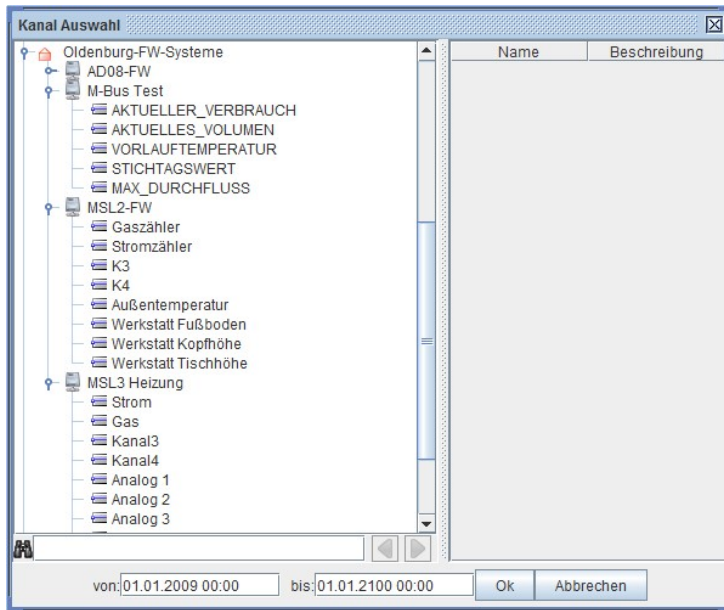 Kanal Auswahl
Oldenburg-FW-Systeme
AD08-FW
M-Bus Test
AKTUELLER_VERBRAUCH
AKTUELLES_VOLUMEN
VORLAUFTEMPERATUR
STICHTAGSWERT
MAX_DURCHFLUSS
MSL2-FW
Gaszähler
Stromzähler
K3
K4
Außentemperatur
Werkstatt Fußboden
Werkstatt Kopfhöhe
Werkstatt Tischhöhe
MSL3 Heizung
Strom
Gas
Kanal3
Kanal4
Analog 1
Analog 2
Analog 3
Name Beschreibung
von: 01.01.2009 00:00 bis: 01.01.2100 00:00 Ok Abbrechen